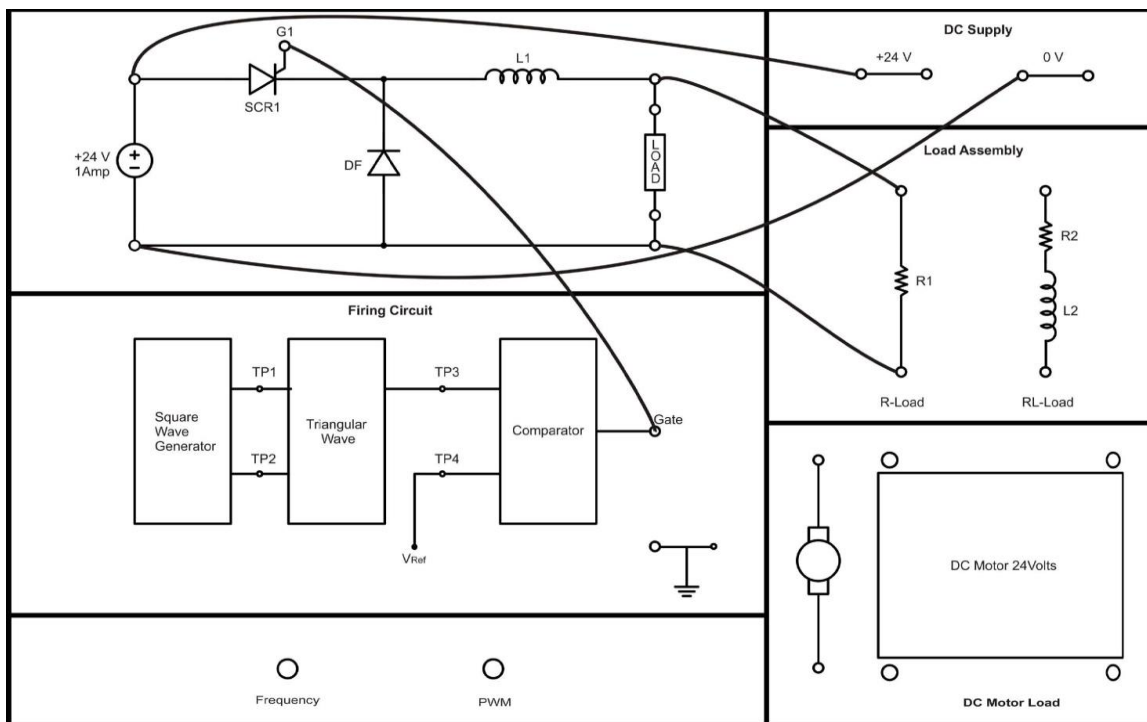 G1
SCR1
L1
+24 V
1Amp
DF
LOAD
DC Supply
+24 V
0 V
Load Assembly
R1
R2
L2
R-Load
RL-Load
Firing Circuit
Square
Wave
Generator
TP1
TP2
Triangular
Wave
TP3
TP4
VRef
Comparator
Gate
DC Motor 24Volts
DC Motor Load
Frequency
PWM